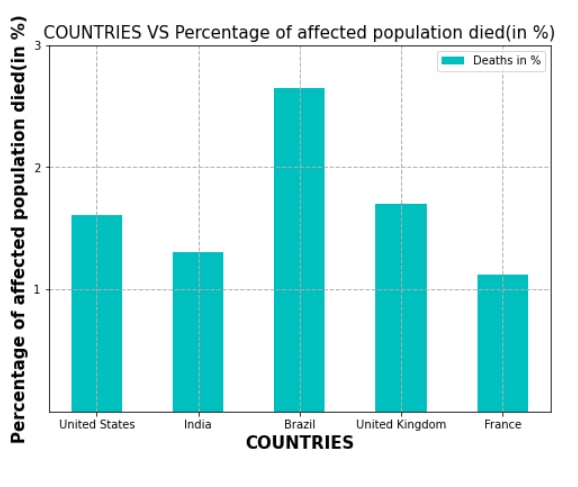 COUNTRIES VS Percentage of affected population died(in %)
Percentage of affected population died(in %)
3
2
1
Deaths in %
United States
India
Brazil
United Kingdom
France
COUNTRIES